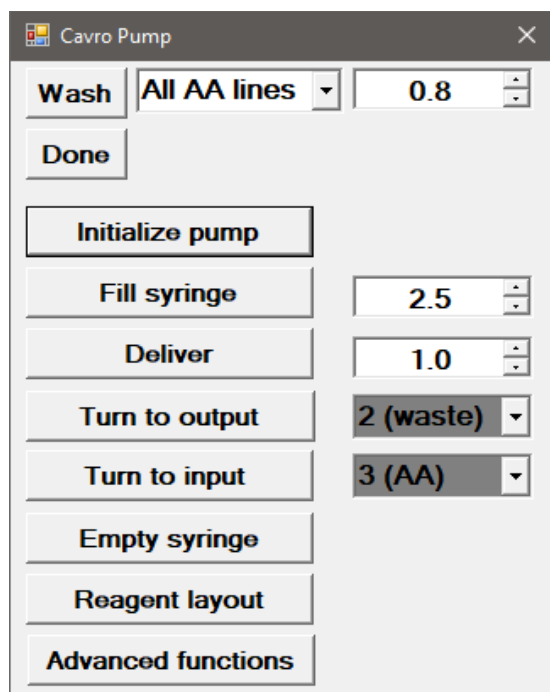 Cavro Pump
Wash All AA lines 0.8
Done
Initialize pump
Fill syringe 2.5
Deliver 1.0
Turn to output 2 (waste)
Turn to input 3 (AA)
Empty syringe
Reagent layout
Advanced functions